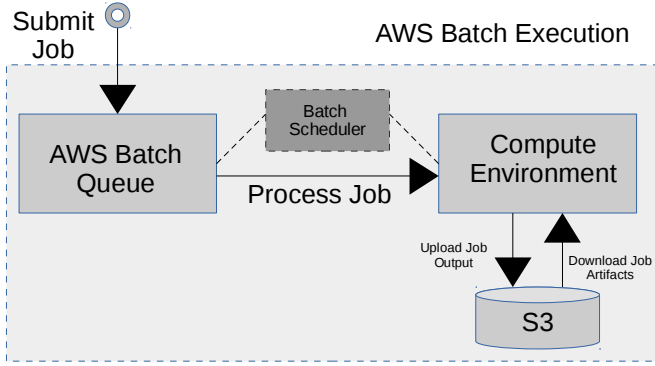 Submit
Job
AWS Batch Execution
Batch
Scheduler
AWS Batch
Queue
Compute
Environment
Process Job
Upload Job
Output
Download Job
Artifacts
S3